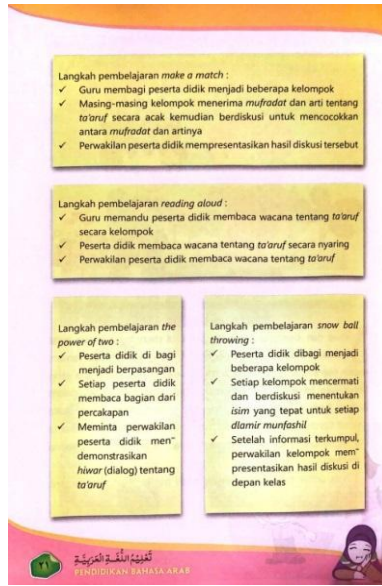 Langkah pembelajaran make a match :
✓ Guru membagi peserta didik menjadi beberapa kelompok
✓ Masing-masing kelompok menerima mufradat dan arti tentang
ta'aruf secara acak kemudian berdiskusi untuk mencocokkan
antara mufradat dan artinya
✓ Perwakilan peserta didik mempresentasikan hasil diskusi tersebut
Langkah pembelajaran reading aloud :
✓ Guru memandu peserta didik membaca wacana tentang ta'aruf
secara kelompok
✓ Peserta didik membaca wacana tentang ta'aruf secara nyaring
✓ Perwakilan peserta didik membaca wacana tentang ta'aruf
Langkah pembelajaran the
power of two :
✓ Peserta didik di bagi
menjadi berpasangan
✓ Setiap peserta didik
membaca bagian dari
percakapan
✓ Meminta perwakilan
peserta didik men¯
demonstrasikan
hiwar (dialog) tentang
ta'aruf
Langkah pembelajaran snow ball
throwing :
✓ Peserta didik dibagi menjadi
beberapa kelompok
✓ Setiap kelompok mencermati
dan berdiskusi menentukan
isim yang tepat untuk setiap
dlamir munfashil
✓ Setelah informasi terkumpul,
perwakilan kelompok mem¯
presentasikan hasil diskusi di
depan kelas
٢١
تَعْلِيْمُ اللُّغَةِ الْعَرَبِيَّةِ
PENDIDIKAN BAHASA ARAB